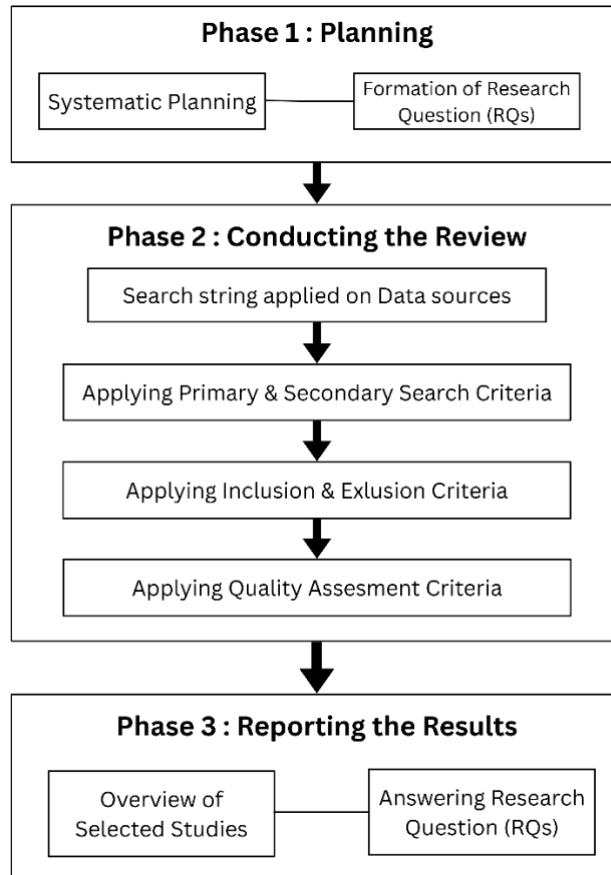 Phase 1 : Planning
Systematic Planning
Formation of Research
Question (RQs)
Phase 2 : Conducting the Review
Search string applied on Data sources
Applying Primary & Secondary Search Criteria
Applying Inclusion & Exlusion Criteria
Applying Quality Assesment Criteria
Phase 3 : Reporting the Results
Overview of
Selected Studies
Answering Research
Question (RQs)